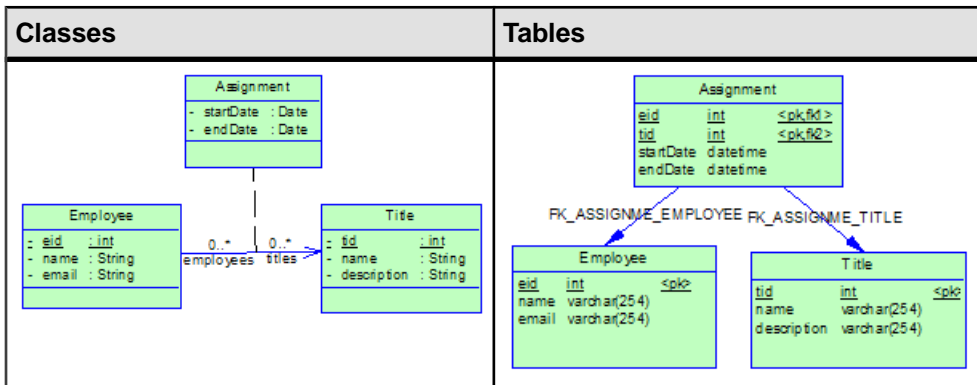 Classes
Tables
Assignment
- startDate : Date
- endDate : Date
Employee
- eid : int
- name : String
- email : String
0..*
employees
0..*
titles
Title
- tid : int
- name : String
- description : String
Assignment
eid int <pk,fk1>
tid int <pk,fk2>
startDate datetime
endDate datetime
FK_ASSIGNME_EMPLOYEE
FK_ASSIGNME_TITLE
Employee
eid int <pk>
name varchar(254)
email varchar(254)
Title
tid int <pk>
name varchar(254)
description varchar(254)